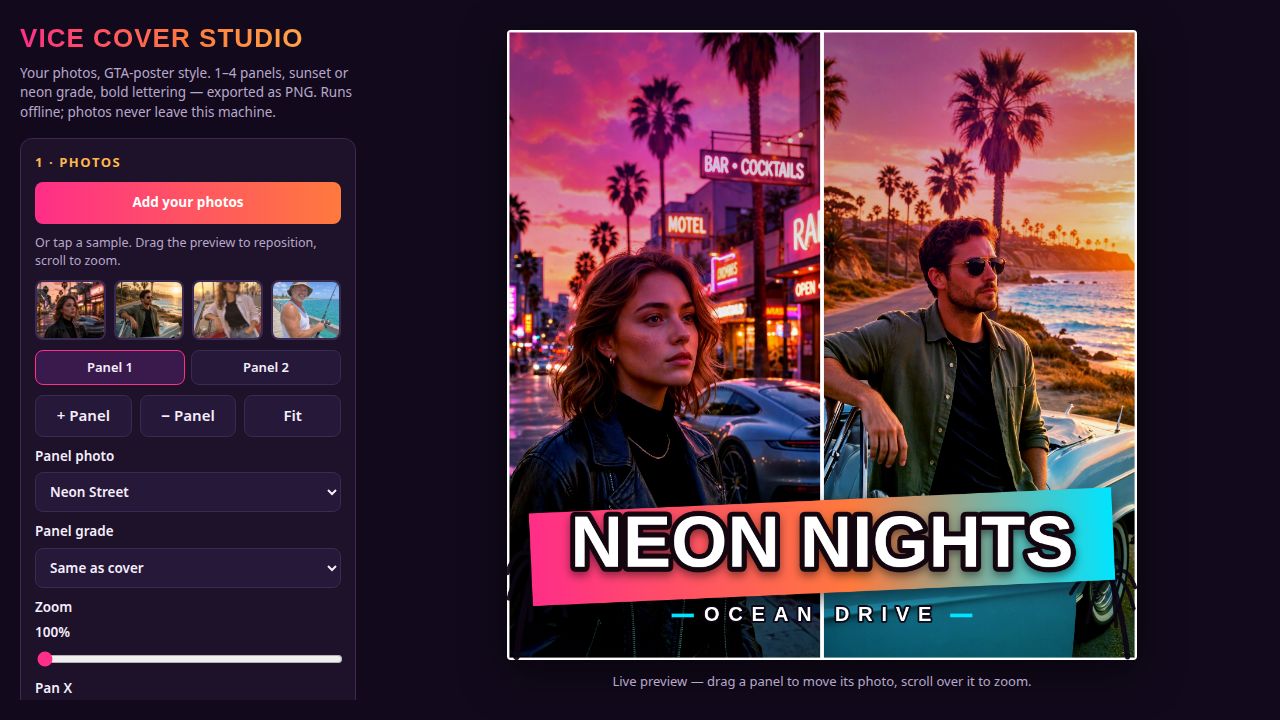 VICE COVER STUDIO
Your photos, GTA-poster style. 1–4 panels, sunset or
neon grade, bold lettering — exported as PNG. Runs
offline; photos never leave this machine.
1 · PHOTOS
Add your photos
Or tap a sample. Drag the preview to reposition,
scroll to zoom.
Panel 1
Panel 2
+ Panel
− Panel
Fit
Panel photo
Neon Street
Panel grade
Same as cover
Zoom
100%
Pan X
BAR • COCKTAILS
MOTEL
RA
OPEN
NEON NIGHTS
OCEAN DRIVE
Live preview — drag a panel to move its photo, scroll over it to zoom.